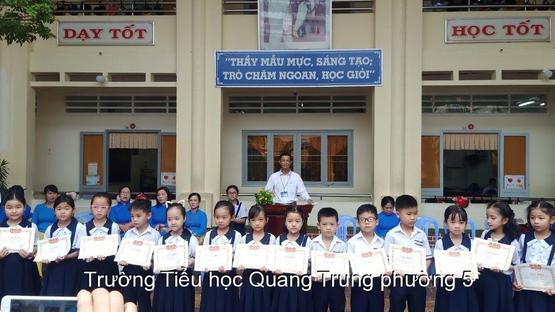 DẠY TỐT
HỌC TỐT
"THẦY MẪU MỰC, SÁNG TẠO;
TRÒ CHĂM NGOAN, HỌC GIỎI"
Trường Tiểu học Quang Trung phường 5